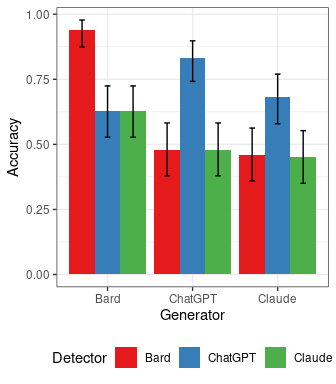 1.00
0.75
0.50
0.25
0.00
Accuracy
Bard ChatGPT Claude
Generator
Detector Bard ChatGPT Claude